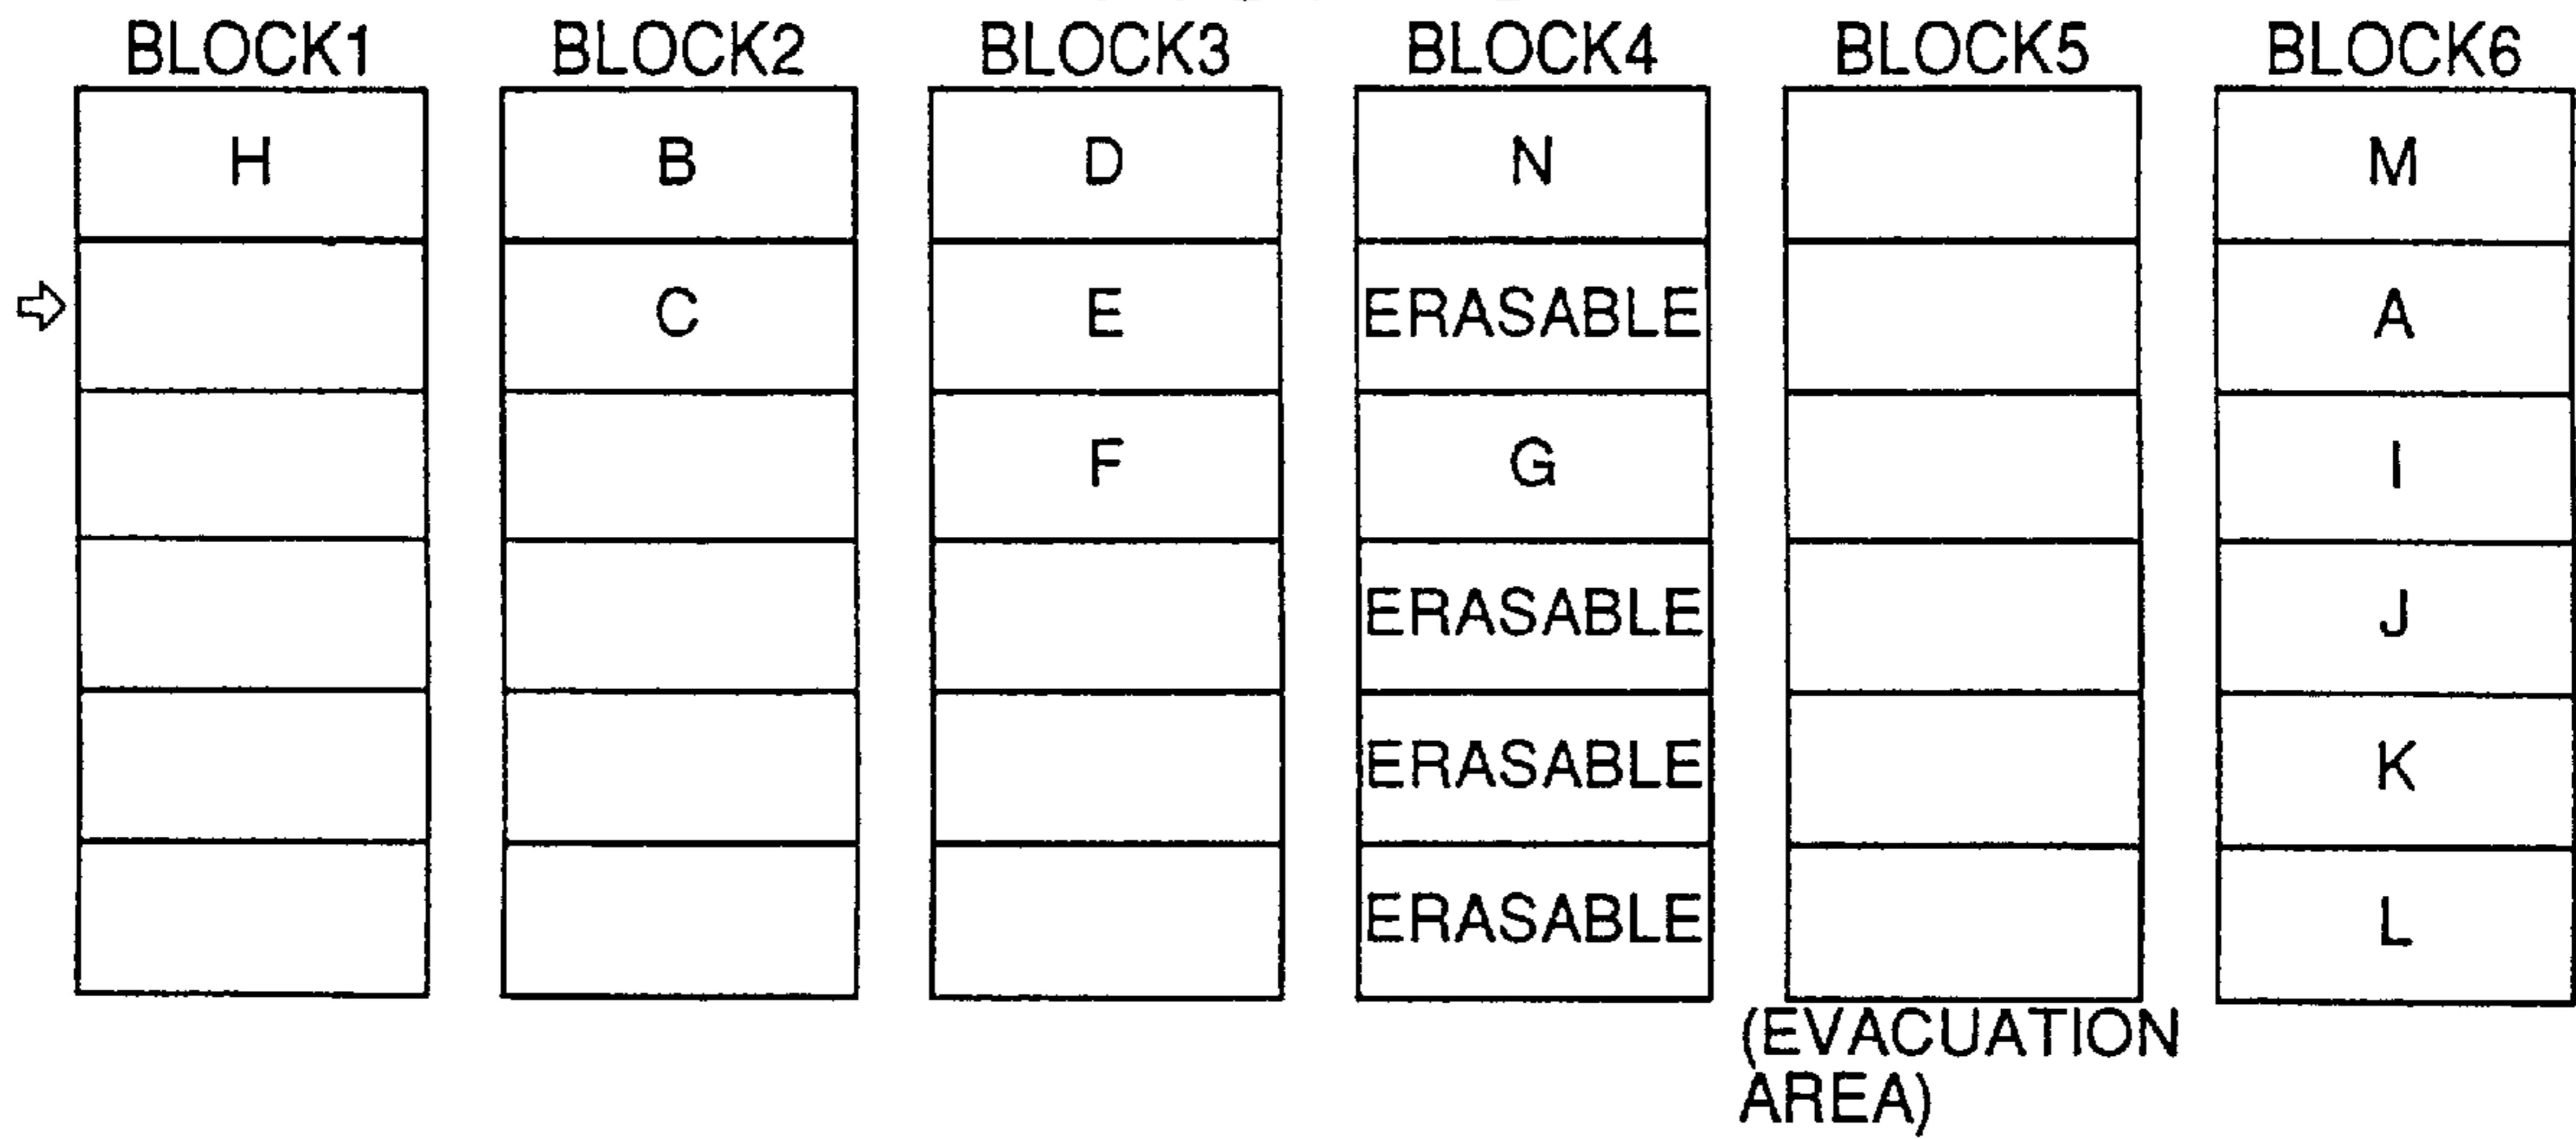 BLOCK1 BLOCK2 BLOCK3 BLOCK4 BLOCK5 BLOCK6
H B D N M
C E ERASABLE A
F G I
ERASABLE J
ERASABLE K
ERASABLE L
(EVACUATION
AREA)